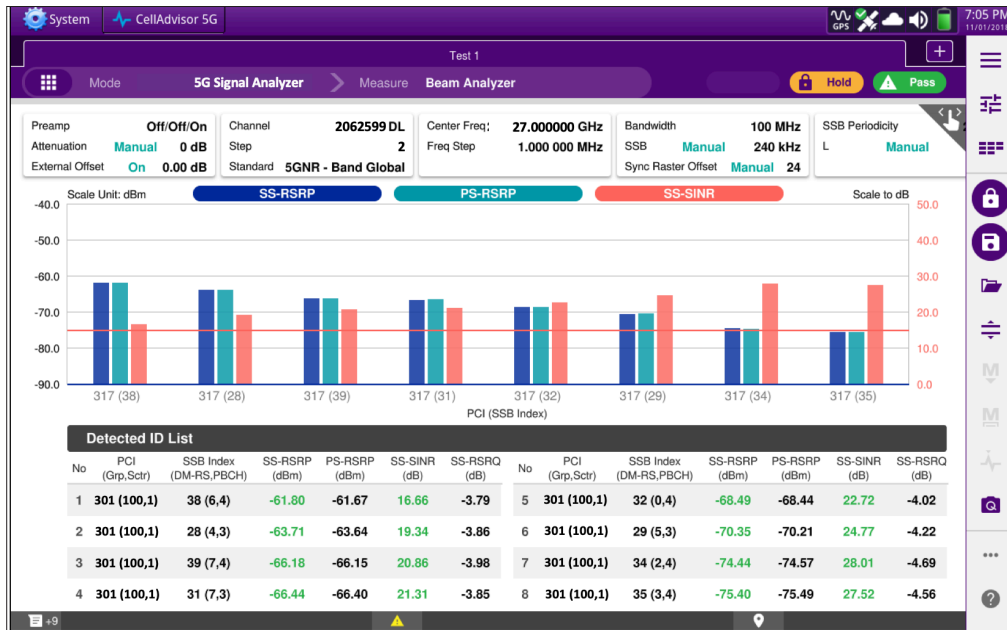 System CellAdvisor 5G GPS 7:05 PM
11/01/2018
Test 1 +
Mode 5G Signal Analyzer Measure Beam Analyzer Hold Pass
Preamp Off/Off/On Channel 2062599 DL Center Freq: 27.000000 GHz Bandwidth 100 MHz SSB Periodicity
Attenuation Manual 0 dB Step 2 Freq Step 1.000 000 MHz SSB Manual 240 kHz L Manual
External Offset On 0.00 dB Standard 5GNR - Band Global Sync Raster Offset Manual 24
Scale Unit: dBm SS-RSRP PS-RSRP SS-SINR Scale to dB
-40.0 50.0
-50.0 40.0
-60.0 30.0
-70.0 20.0
-80.0 10.0
-90.0 0.0
317 (38) 317 (28) 317 (39) 317 (31) 317 (32) 317 (29) 317 (34) 317 (35)
PCI (SSB Index)
Detected ID List
No PCI SSB Index SS-RSRP PS-RSRP SS-SINR SS-RSRQ No PCI SSB Index SS-RSRP PS-RSRP SS-SINR SS-RSRQ
(Grp,Sctr) (DM-RS,PBCH) (dBm) (dBm) (dB) (dB) (Grp,Sctr) (DM-RS,PBCH) (dBm) (dBm) (dB) (dB)
1 301 (100,1) 38 (6,4) -61.80 -61.67 16.66 -3.79 5 301 (100,1) 32 (0,4) -68.49 -68.44 22.72 -4.02
2 301 (100,1) 28 (4,3) -63.71 -63.64 19.34 -3.86 6 301 (100,1) 29 (5,3) -70.35 -70.21 24.77 -4.22
3 301 (100,1) 39 (7,4) -66.18 -66.15 20.86 -3.98 7 301 (100,1) 34 (2,4) -74.44 -74.57 28.01 -4.69
4 301 (100,1) 31 (7,3) -66.44 -66.40 21.31 -3.85 8 301 (100,1) 35 (3,4) -75.40 -75.49 27.52 -4.56
+9